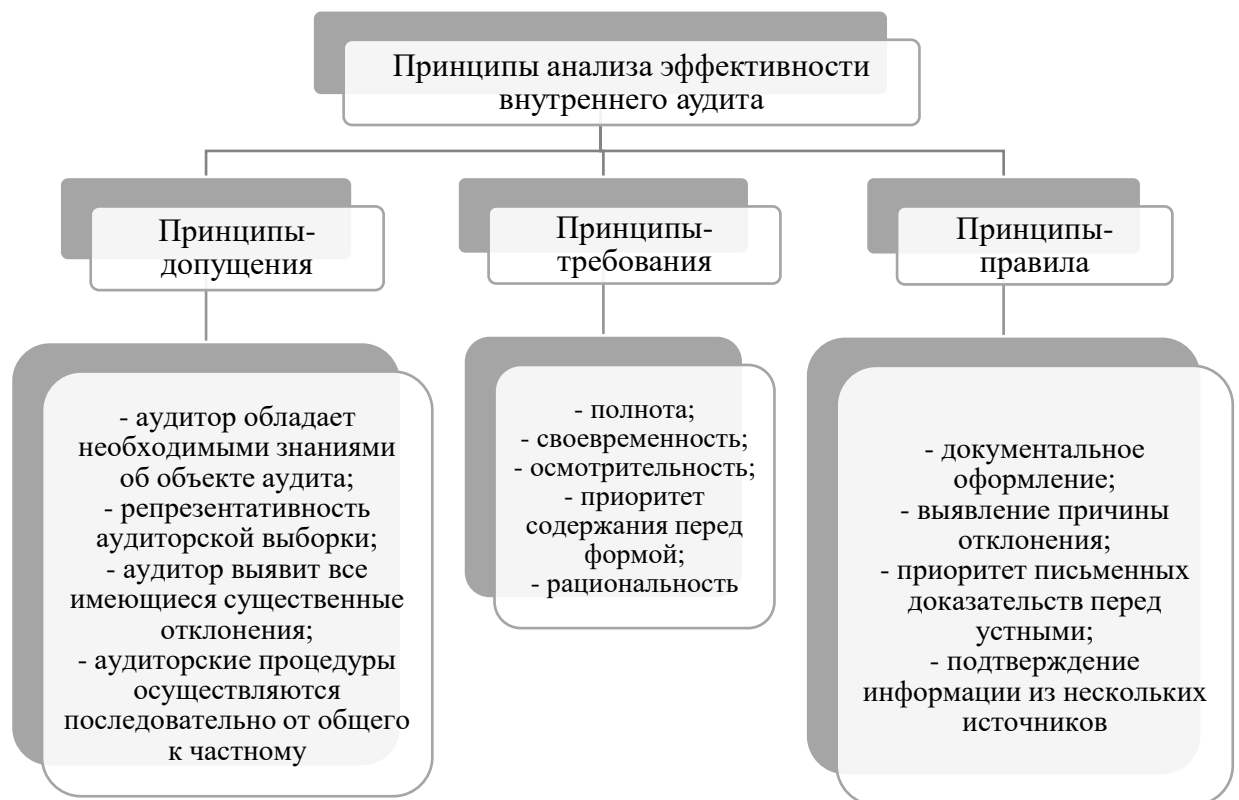 Принципы анализа эффективности
внутреннего аудита
Принципы-
допущения
Принципы-
требования
Принципы-
правила
- аудитор обладает
необходимыми знаниями
об объекте аудита;
- репрезентативность
аудиторской выборки;
- аудитор выявит все
имеющиеся существенные
отклонения;
- аудиторские процедуры
осуществляются
последовательно от общего
к частному
- полнота;
- своевременность;
- осмотрительность;
- приоритет
содержания перед
формой;
- рациональность
- документальное
оформление;
- выявление причины
отклонения;
- приоритет письменных
доказательств перед
устными;
- подтверждение
информации из нескольких
источников